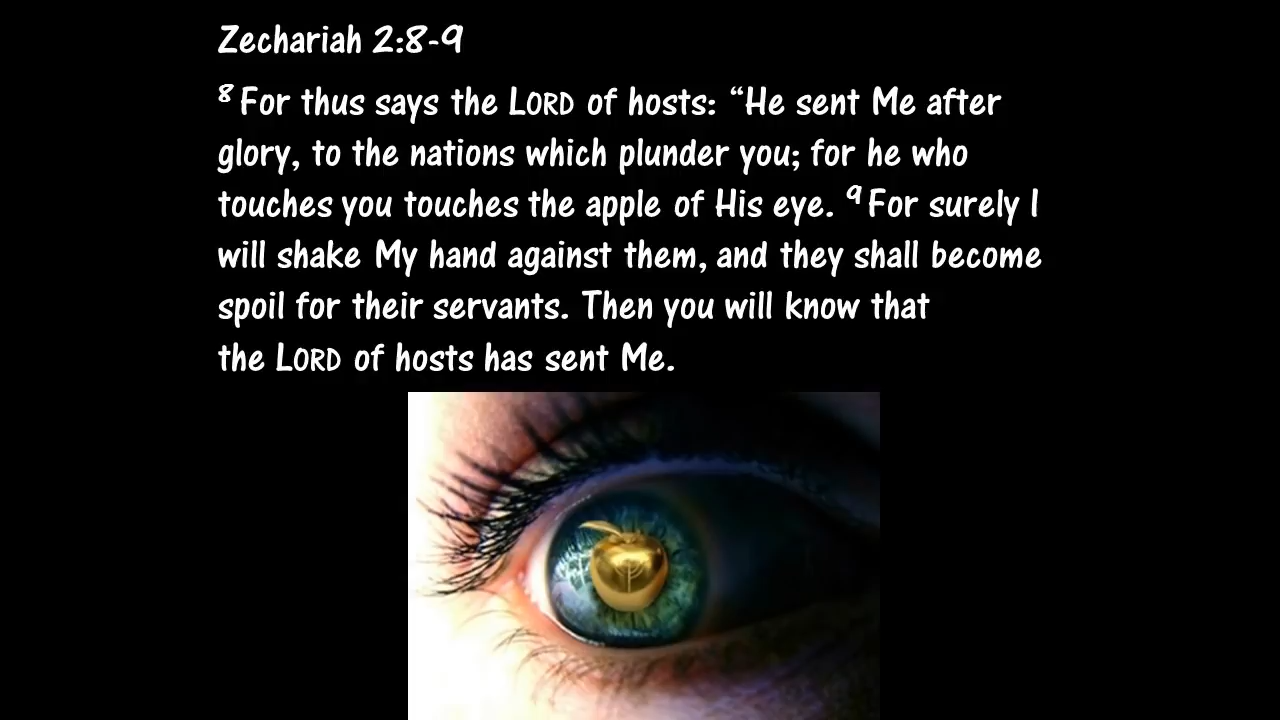 Zechariah 2:8-9
8 For thus says the LORD of hosts: “He sent Me after
glory, to the nations which plunder you; for he who
touches you touches the apple of His eye. 9 For surely I
will shake My hand against them, and they shall become
spoil for their servants. Then you will know that
the LORD of hosts has sent Me.